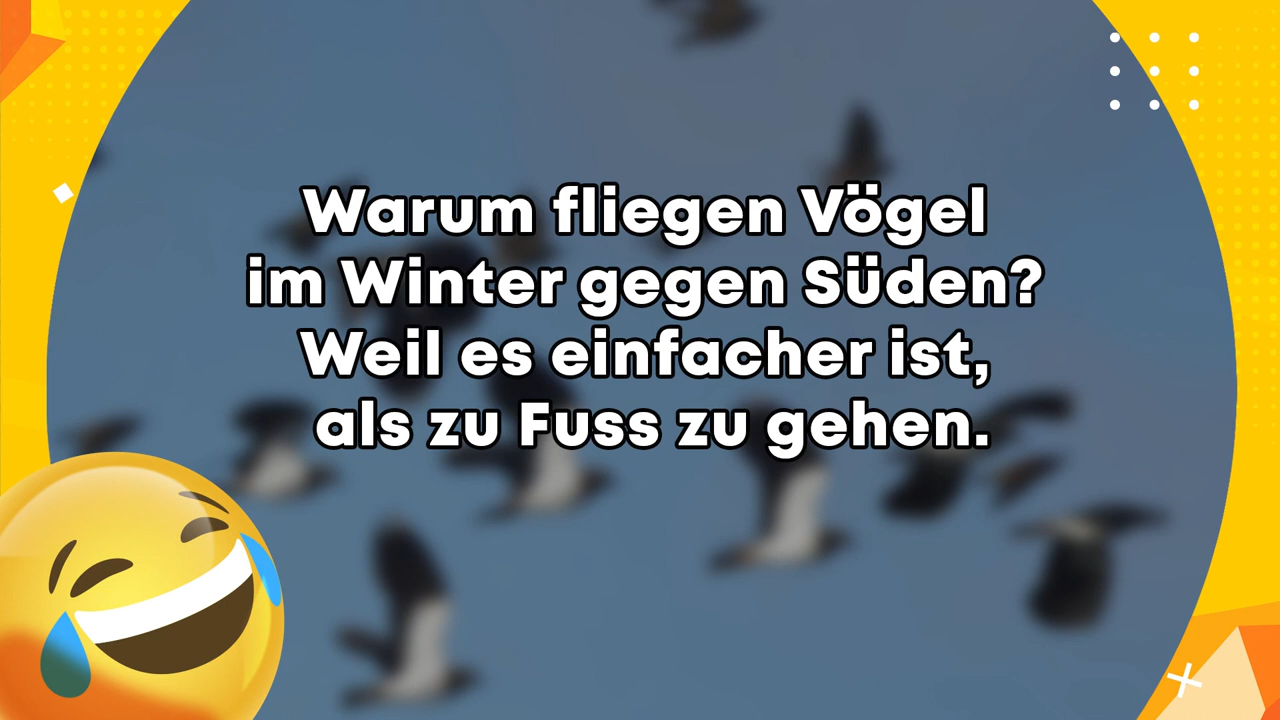 Warum fliegen Vögel
im Winter gegen Süden?
Weil es einfacher ist,
als zu Fuss zu gehen.